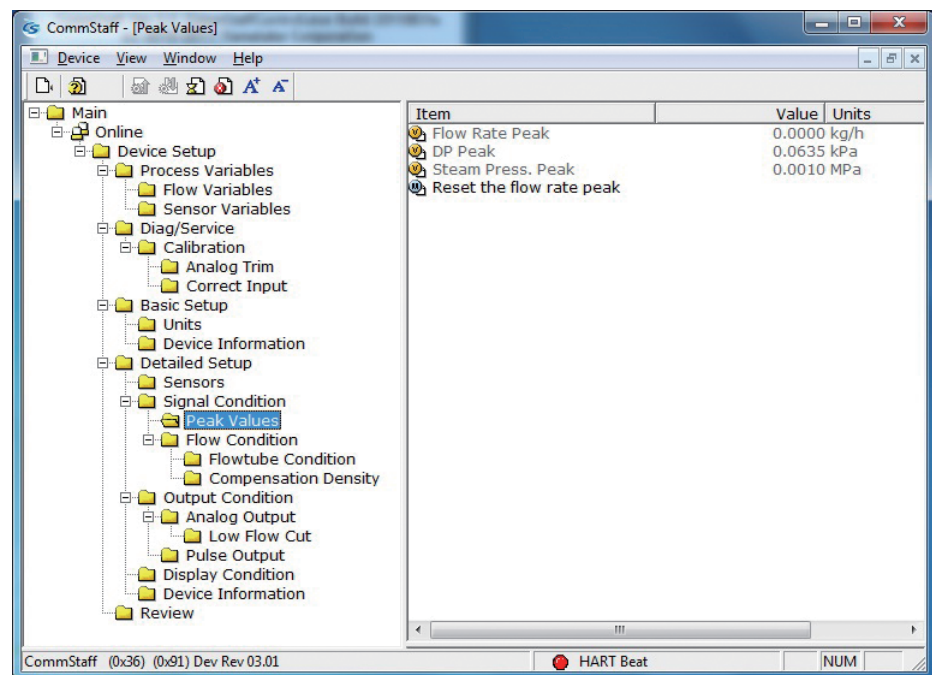 CommStaff - [Peak Values]
Device View Window Help
A+ A-
Main
Online
Device Setup
Process Variables
Flow Variables
Sensor Variables
Diag/Service
Calibration
Analog Trim
Correct Input
Basic Setup
Units
Device Information
Detailed Setup
Sensors
Signal Condition
Peak Values
Flow Condition
Flowtube Condition
Compensation Density
Output Condition
Analog Output
Low Flow Cut
Pulse Output
Display Condition
Device Information
Review
Item Value Units
Flow Rate Peak 0.0000 kg/h
DP Peak 0.0635 kPa
Steam Press. Peak 0.0010 MPa
Reset the flow rate peak
CommStaff (0x36) (0x91) Dev Rev 03.01 HART Beat NUM